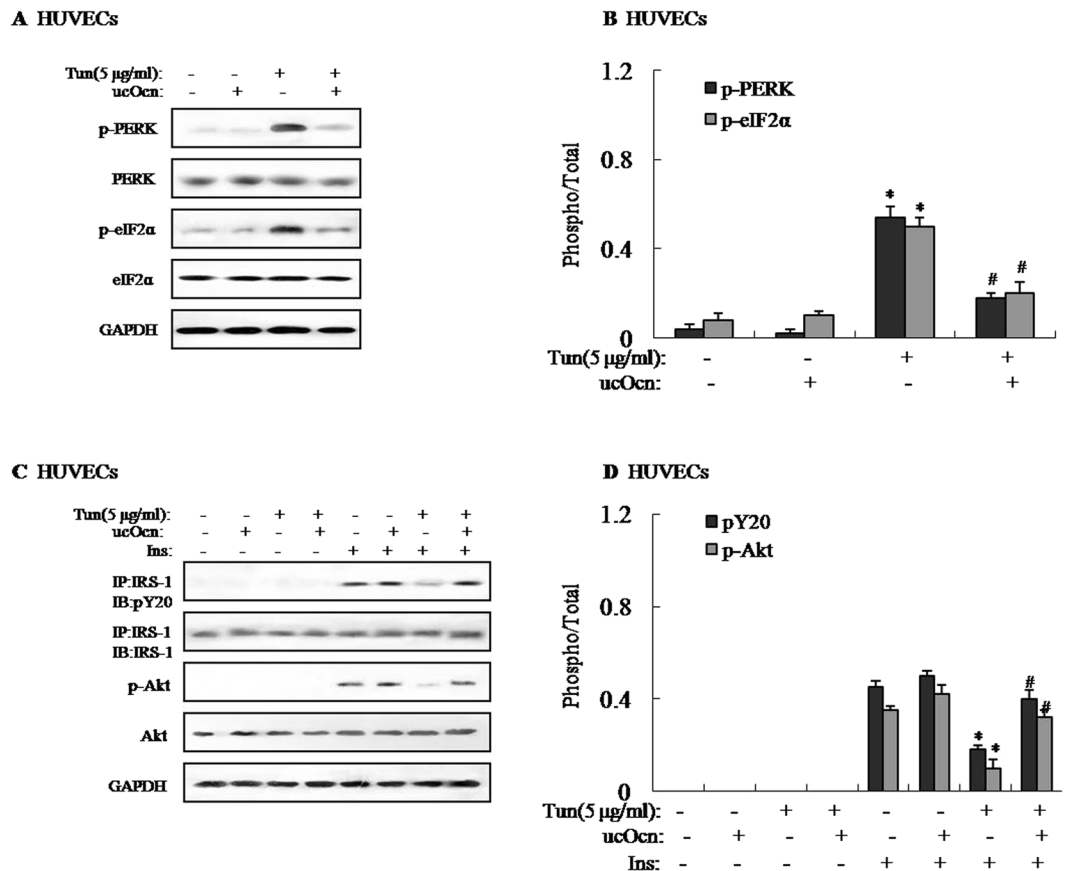 A HUVECs
Tun(5 μg/ml): - - + +
ucOcn: - + - +
p-PERK
PERK
p-eIF2α
eIF2α
GAPDH
B HUVECs
1.2
0.8
0.4
0
Phospho/Total
p-PERK
p-eIF2α
* *
# #
Tun(5 μg/ml): - - + +
ucOcn: - + - +
C HUVECs
Tun(5 μg/ml): - - + + - - + +
ucOcn: - + - + - + - +
Ins: - - - - + + + +
IP:IRS-1
IB:pY20
IP:IRS-1
IB:IRS-1
p-Akt
Akt
GAPDH
D HUVECs
1.2
0.8
0.4
0
Phospho/Total
pY20
p-Akt
* *
# #
Tun(5 μg/ml): - - + + - - + +
ucOcn: - + - + - + - +
Ins: - - - - + + + +